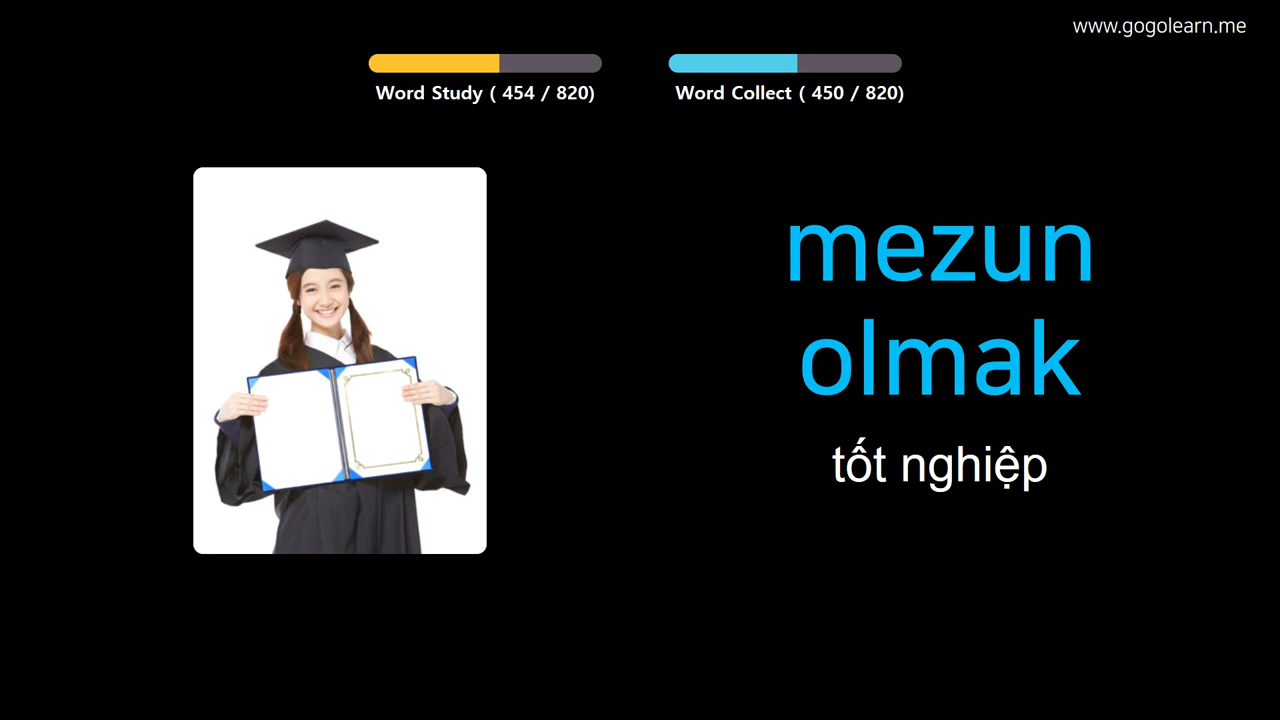 www.gogolearn.me
Word Study ( 454 / 820)
Word Collect ( 450 / 820)
mezun
olmak
tốt nghiệp